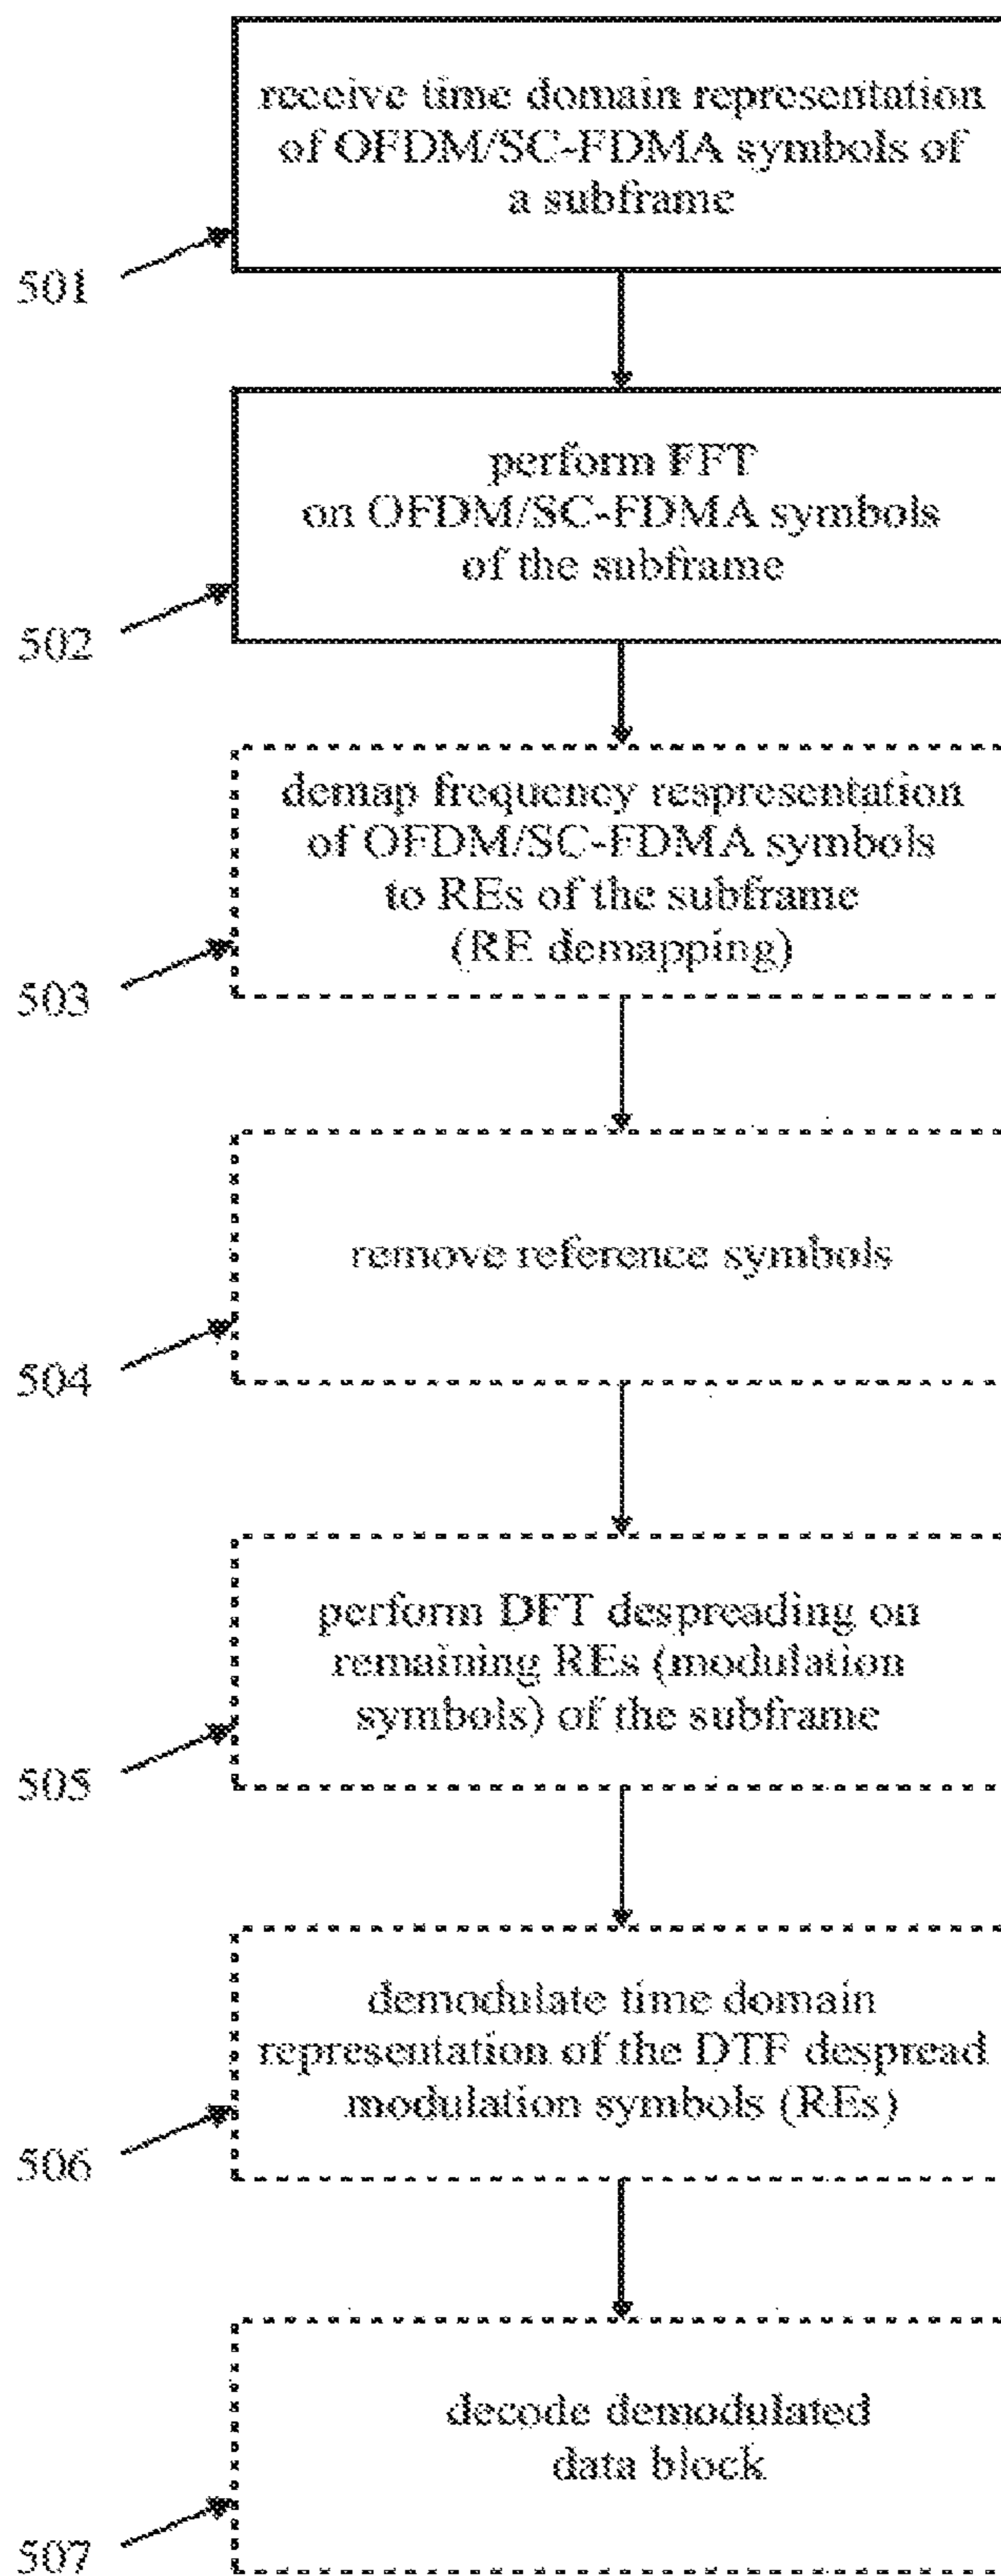 receive time domain representation
of OFDM/SC-FDMA symbols of
a subframe
501
perform FFT
on OFDM/SC-FDMA symbols
of the subframe
502
demap frequency respresentation
of OFDM/SC-FDMA symbols
to REs of the subframe
(RE demapping)
503
remove reference symbols
504
perform DFT despreading on
remaining REs (modulation
symbols) of the subframe
505
demodulate time domain
representation of the DTF despread
modulation symbols (REs)
506
decode demodulated
data block
507